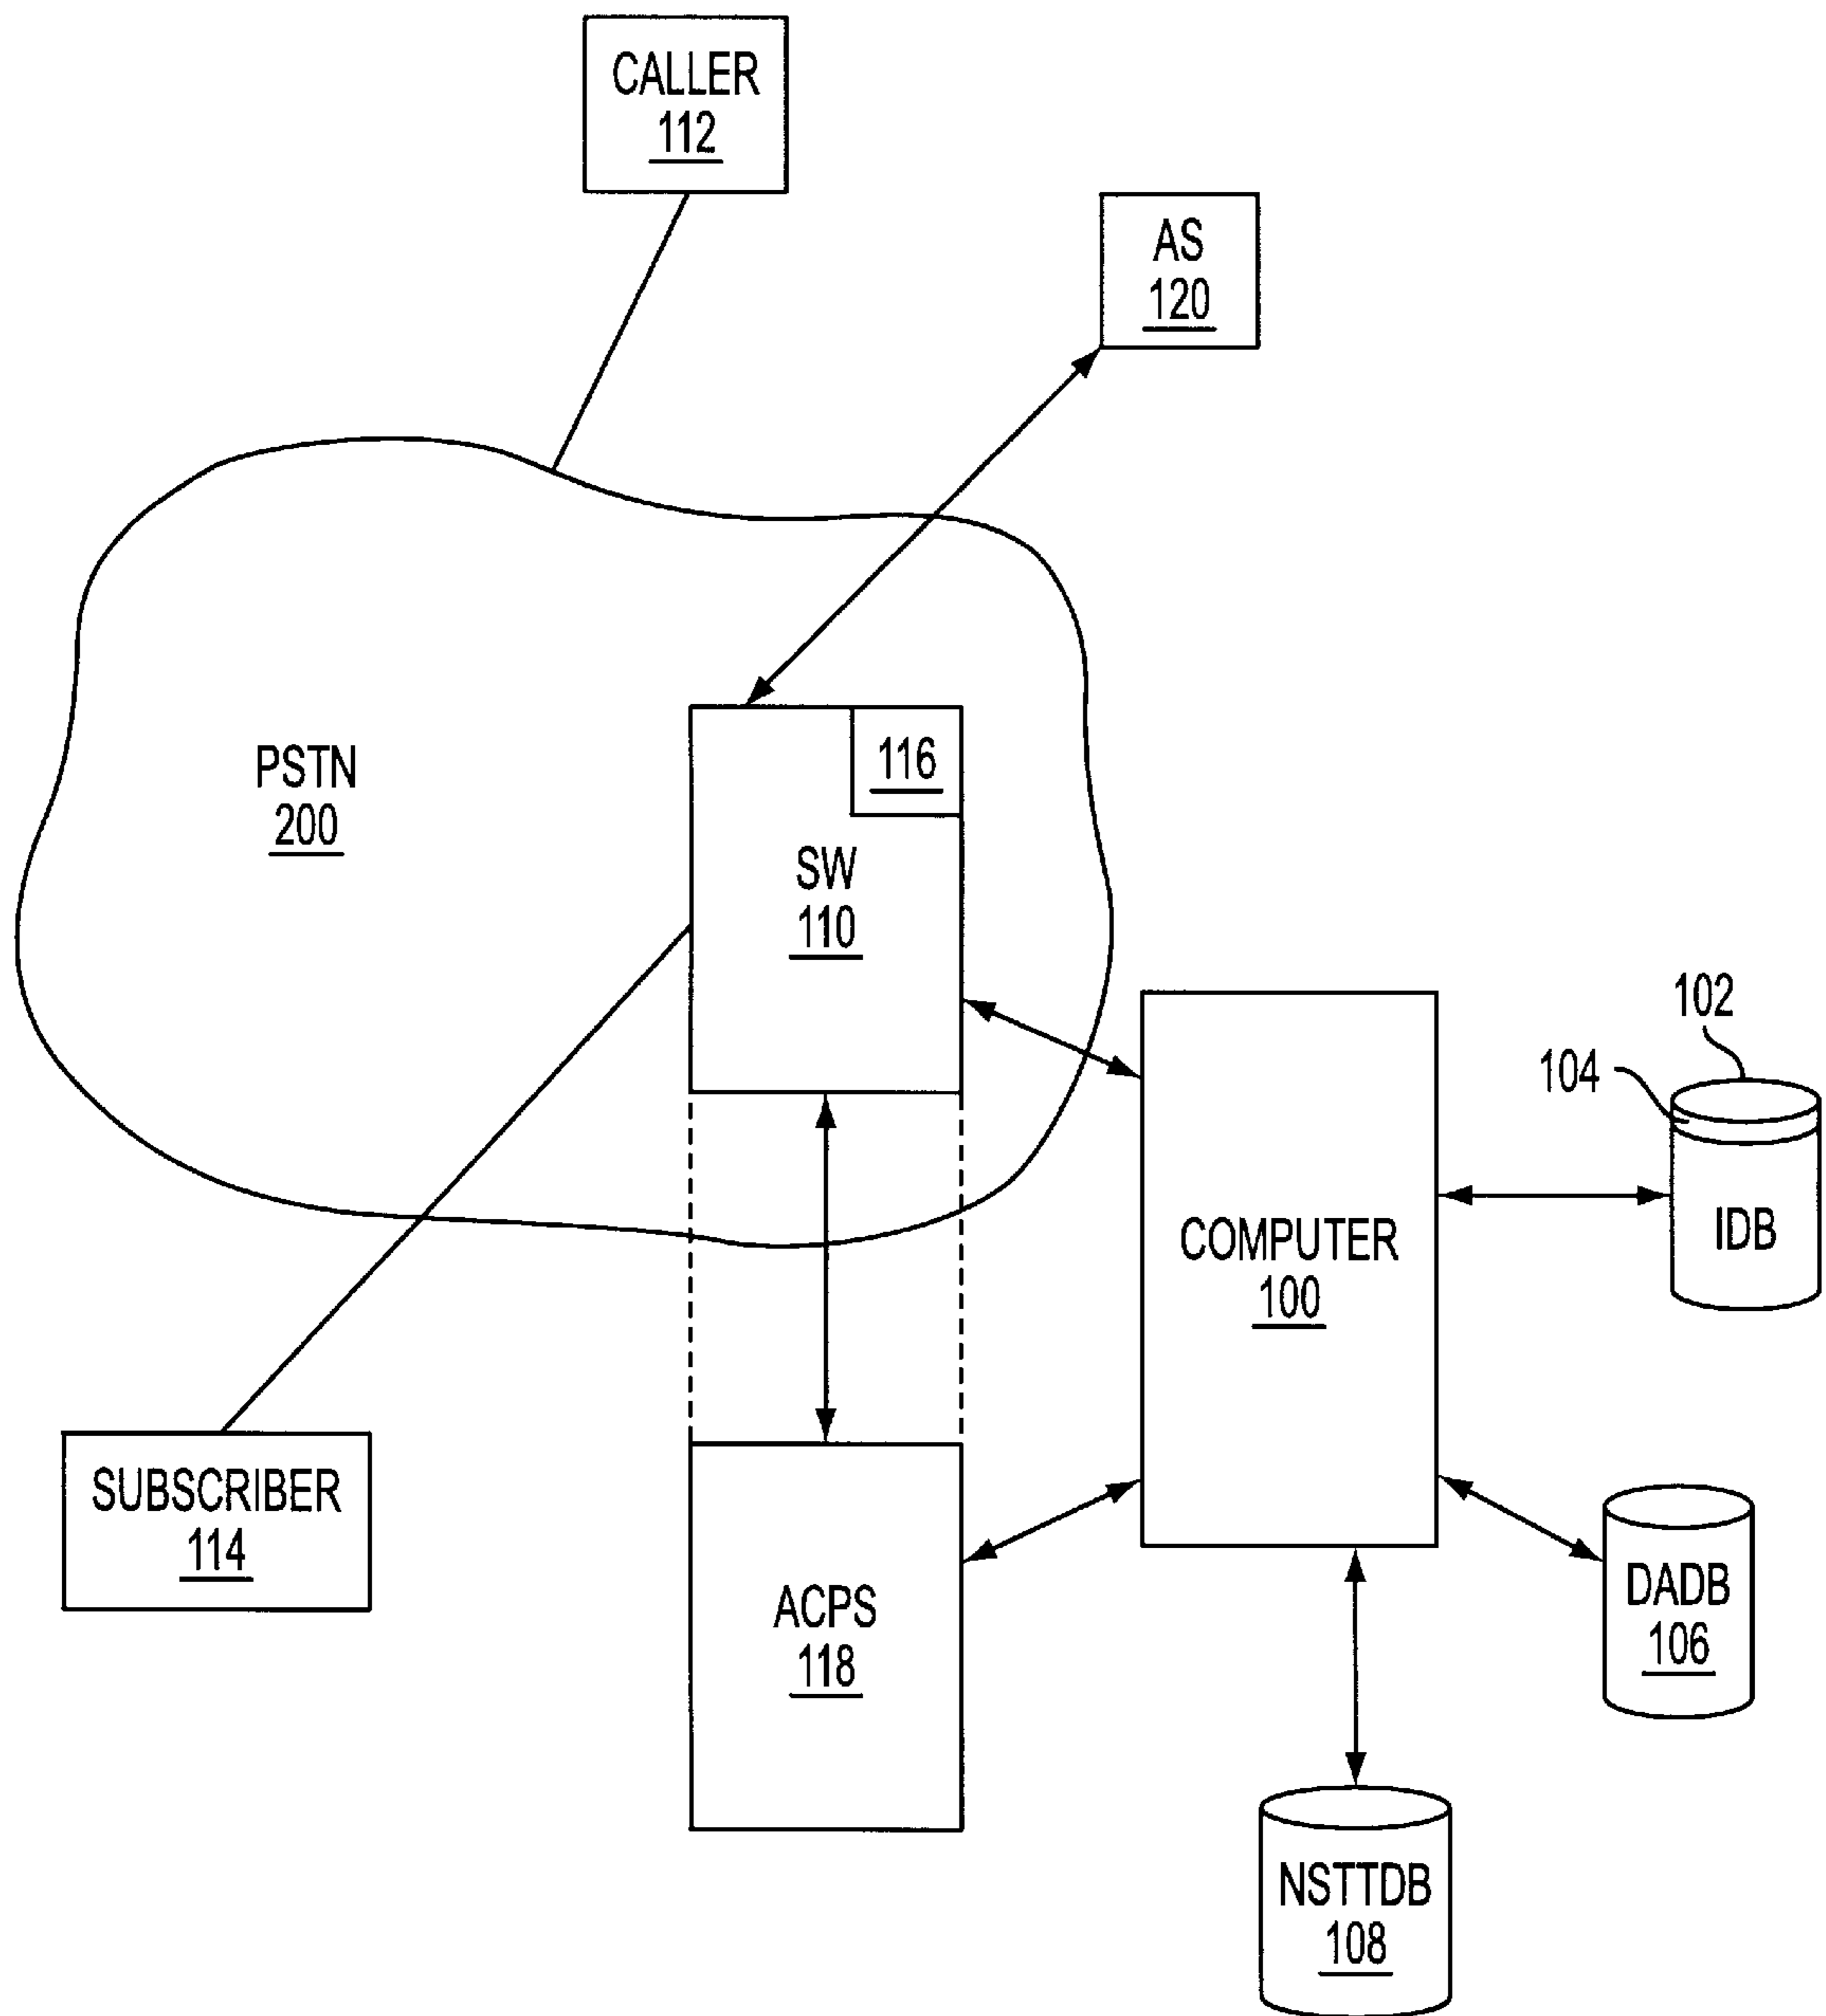 CALLER
112
AS
120
116
PSTN
200
SW
110
102
104
IDB
COMPUTER
100
SUBSCRIBER
114
ACPS
118
DADB
106
NSTTDB
108